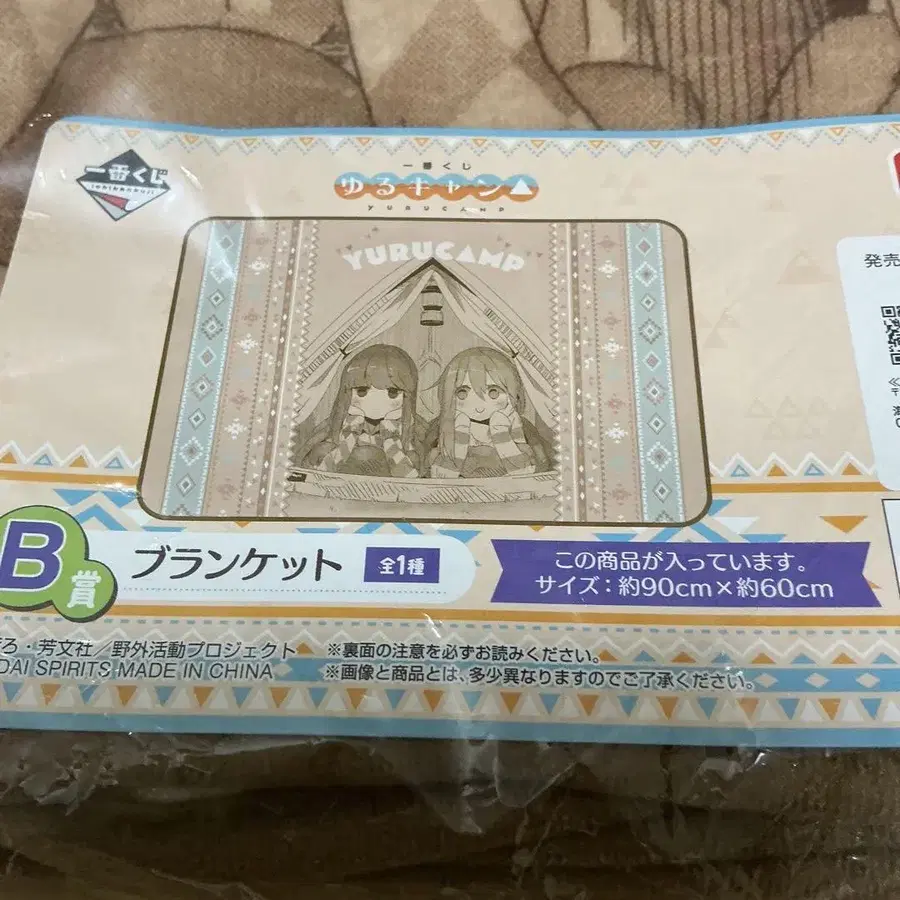 一番くじ
ichibankuji
一番くじ
ゆるキャン▲
YURUCAMP
YURUCAMP
発売
B賞
ブランケット
全1種
この商品が入っています。
サイズ：約90cm×約60cm
ろ・芳文社／野外活動プロジェクト
DAI SPIRITS MADE IN CHINA
※裏面の注意を必ずお読みください。
※画像と商品とは、多少異なりますのでご了承ください。